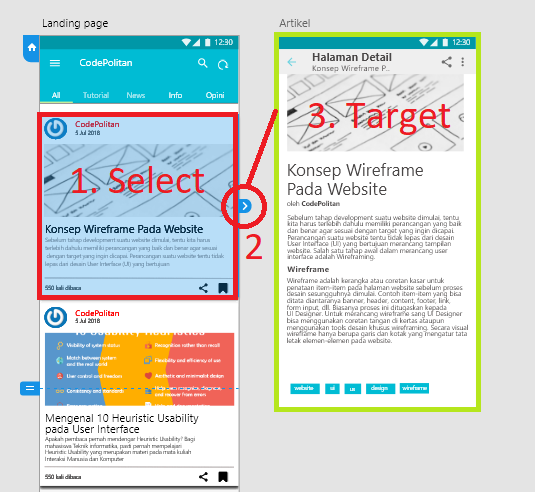 Landing page
Artikel
12:30
CodePolitan
All
Tutorial
News
Info
Opini
CodePolitan
5 Jul 2018
1. Select
Konsep Wireframe Pada Website
Sebelum tahap development suatu website dimulai, tentu kita harus
terlebih dahulu memiliki perancangan yang baik dan benar agar sesuai
dengan target yang ingin dicapai. Perancangan suatu website tentu tidak
lepas dari desain User Interface (UI) yang bertujuan
550 kali dibaca
2
CodePolitan
5 Jul 2018
10 Usability Heuristics
Visibility of system status
Recognition rather than recall
Match between system
and the real world
Flexibility and efficiency of use
User control and freedom
Aesthetic and minimalist design
Consistency and standards
and recover from errors
Mengenal 10 Heuristic Usability
pada User Interface
Apakah pembaca pernah mendengar Heuristic Usability? Bagi
mahasiswa Teknik informatika, pasti pernah mempelajari
Heuristic Usability yang merupakan materi pada mata kuliah
Interaksi Manusia dan Komputer
550 kali dibaca
12:30
Halaman Detail
Konsep Wireframe P..
3. Target
Konsep Wireframe
Pada Website
oleh CodePolitan
Sebelum tahap development suatu website dimulai, tentu
kita harus terlebih dahulu memiliki perancangan yang baik
dan benar agar sesuai dengan target yang ingin dicapai.
Perancangan suatu website tentu tidak lepas dari desain
User Interface (UI) yang bertujuan merancang tampilan
website. Salah satu tahap awal dalam merancang user
interface adalah Wireframing.
Wireframe
Wireframe adalah kerangka atau coretan kasar untuk
penataan item-item pada halaman website sebelum proses
desain sesungguhnya dimulai. Contoh item-item yang bisa
ditata diantaranya banner, header, content, footer, link,
form input, dll. Biasanya proses ini ditugaskan kepada
UI Designer. Untuk merancang wireframe sang UI Designer
bisa menggunakan coretan tangan di kertas ataupun
menggunakan tools desain khusus wireframing. Secara visual
wireframe hanya berupa garis dan kotak yang mengatur tata
letak elemen-elemen pada website.
website
ui
ux
design
wireframe